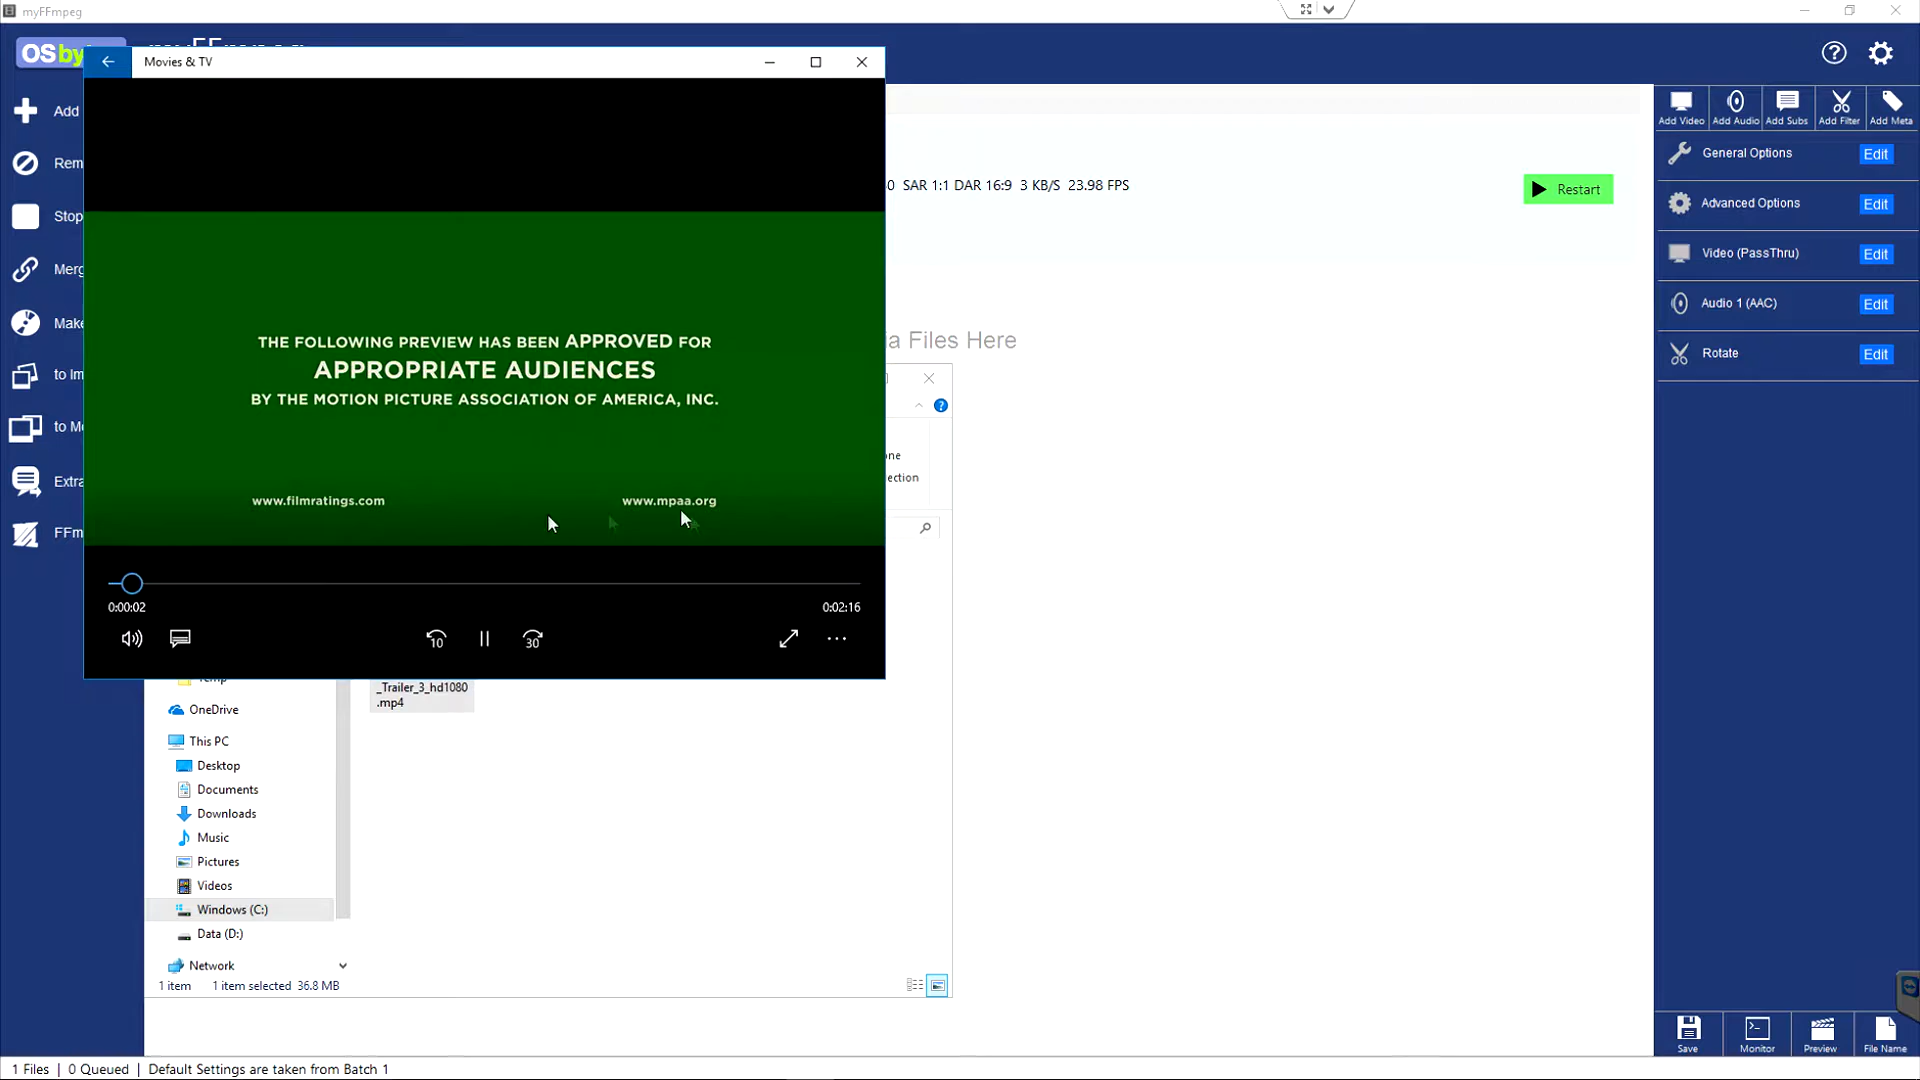 myFFmpeg
OSby
Movies & TV
Add
Rem
Stop
Merg
Make
to Im
to Mo
Extra
FFm
THE FOLLOWING PREVIEW HAS BEEN APPROVED FOR
APPROPRIATE AUDIENCES
BY THE MOTION PICTURE ASSOCIATION OF AMERICA, INC.
www.filmratings.com
www.mpaa.org
0:00:02
0:02:16
10
30
0 SAR 1:1 DAR 16:9 3 KB/S 23.98 FPS
Restart
a Files Here
one
ection
_Trailer_3_hd1080
.mp4
Temp
OneDrive
This PC
Desktop
Documents
Downloads
Music
Pictures
Videos
Windows (C:)
Data (D:)
Network
1 item 1 item selected 36.8 MB
Add Video
Add Audio
Add Subs
Add Filter
Add Meta
General Options Edit
Advanced Options Edit
Video (PassThru) Edit
Audio 1 (AAC) Edit
Rotate Edit
Save
Monitor
Preview
File Name
1 Files | 0 Queued | Default Settings are taken from Batch 1